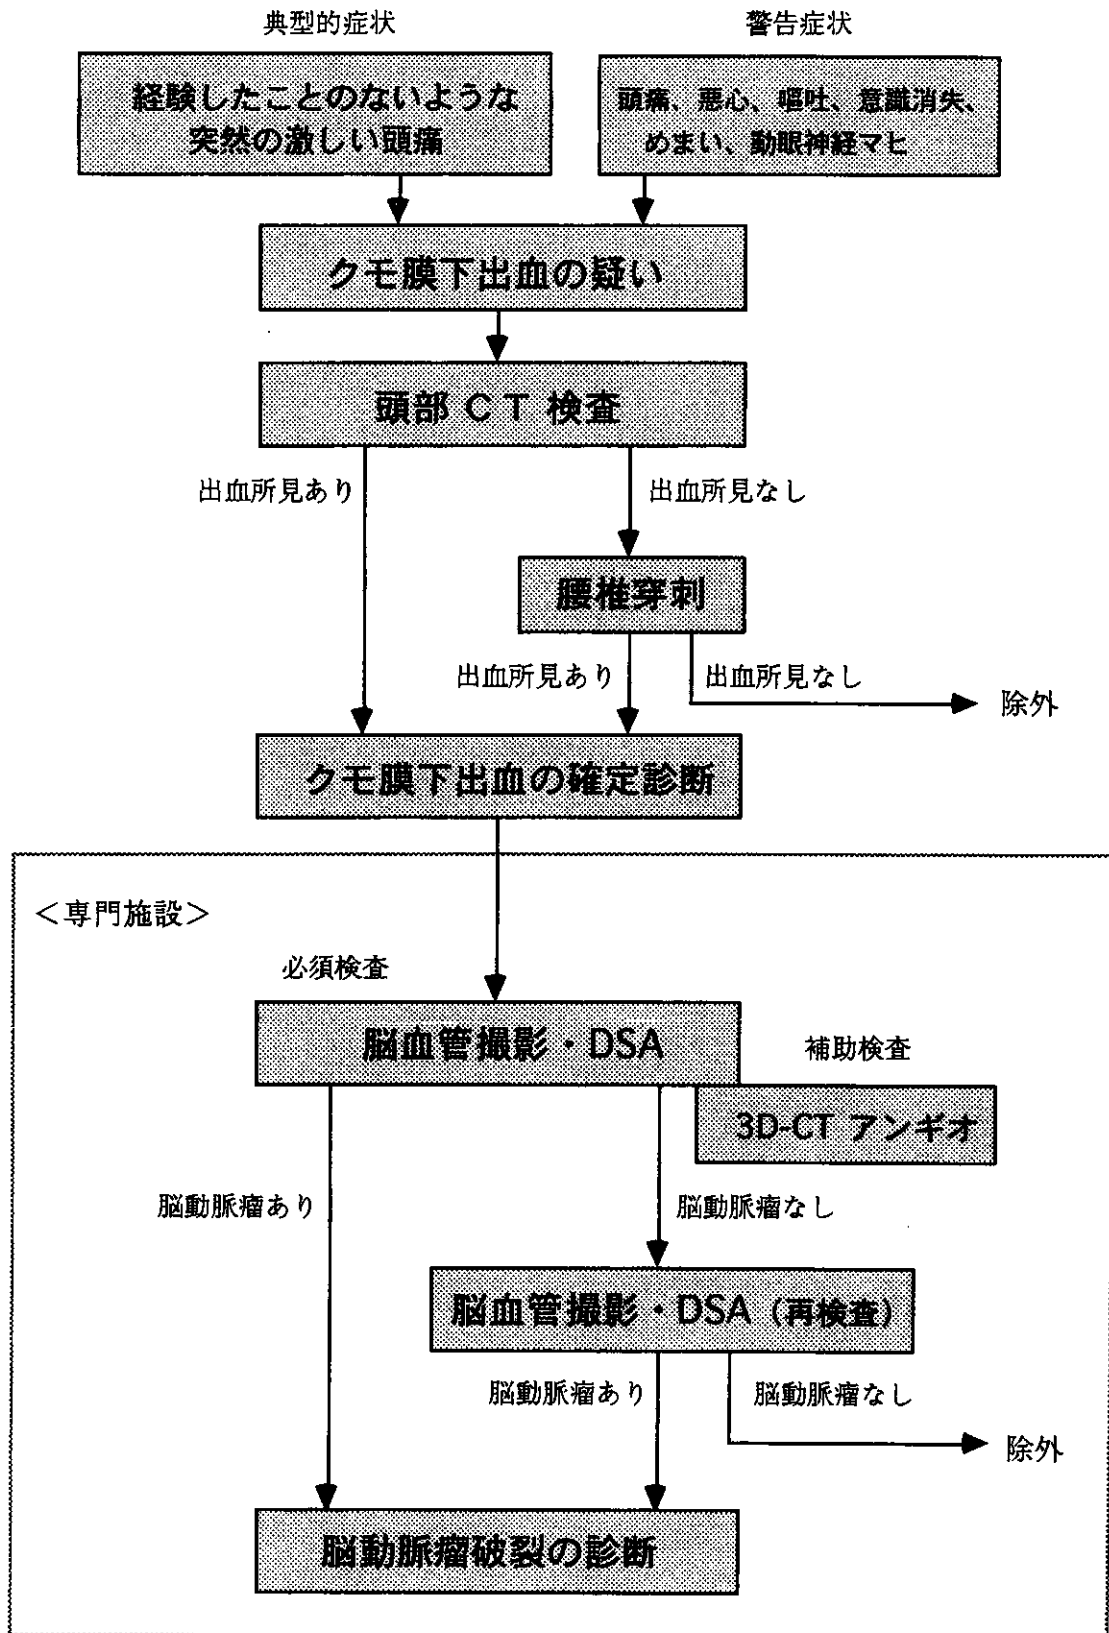 典型的症状
警告症状
経験したことのないような
突然の激しい頭痛
頭痛、悪心、嘔吐、意識消失、
めまい、動眼神経マヒ
クモ膜下出血の疑い
頭部 CT 検査
出血所見あり
出血所見なし
腰椎穿刺
出血所見あり
出血所見なし
除外
クモ膜下出血の確定診断
＜専門施設＞
必須検査
脳血管撮影・DSA
補助検査
3D-CT アンギオ
脳動脈瘤あり
脳動脈瘤なし
脳血管撮影・DSA（再検査）
脳動脈瘤あり
脳動脈瘤なし
除外
脳動脈瘤破裂の診断